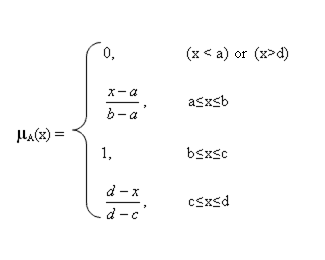 0, (x < a) or (x>d)
x − a / b − a , a≤x≤b
μA(x) =
1, b≤x≤c
d − x / d − c , c≤x≤d